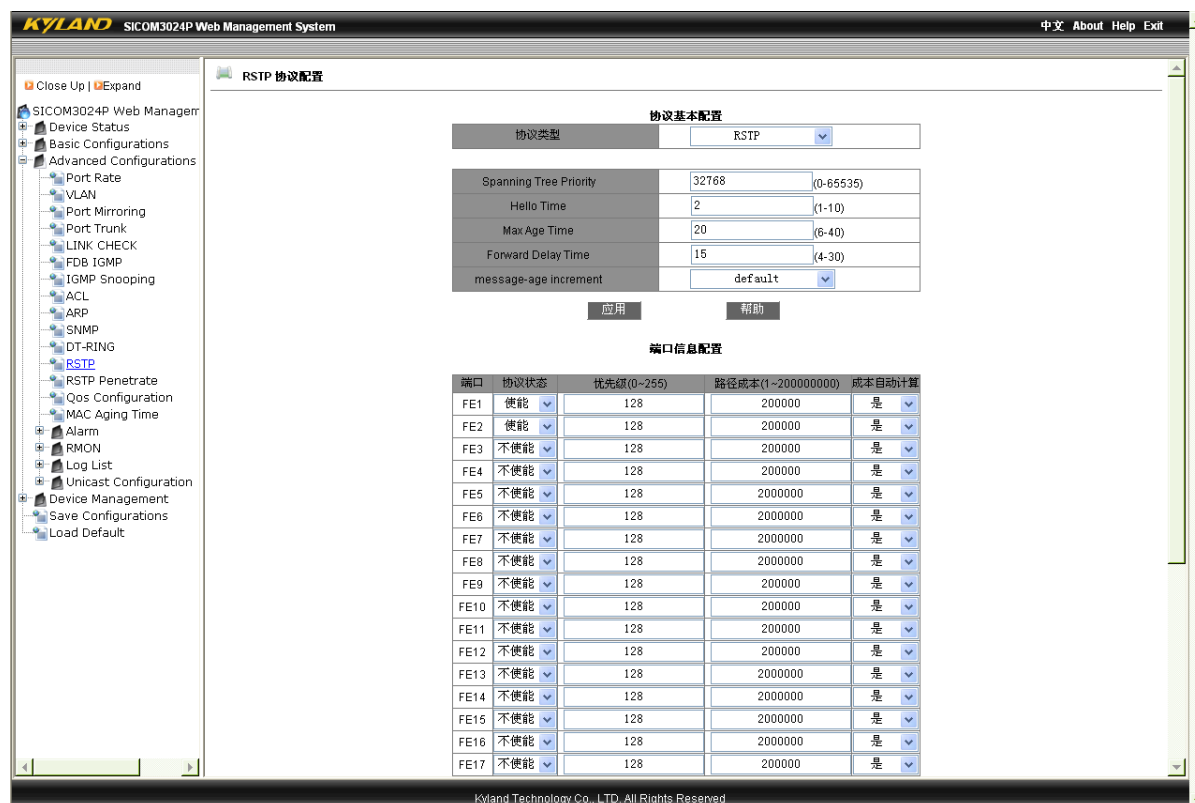 KYLAND SICOM3024P Web Management System 中文 About Help Exit
Close Up | Expand
SICOM3024P Web Managem
Device Status
Basic Configurations
Advanced Configurations
Port Rate
VLAN
Port Mirroring
Port Trunk
LINK CHECK
FDB IGMP
IGMP Snooping
ACL
ARP
SNMP
DT-RING
RSTP
RSTP Penetrate
Qos Configuration
MAC Aging Time
Alarm
RMON
Log List
Unicast Configuration
Device Management
Save Configurations
Load Default
RSTP 协议配置
协议基本配置
协议类型 RSTP
Spanning Tree Priority 32768 (0-65535)
Hello Time 2 (1-10)
Max Age Time 20 (6-40)
Forward Delay Time 15 (4-30)
message-age increment default
应用 帮助
端口信息配置
端口 协议状态 优先级(0~255) 路径成本(1~200000000) 成本自动计算
FE1 使能 128 200000 是
FE2 使能 128 200000 是
FE3 不使能 128 200000 是
FE4 不使能 128 200000 是
FE5 不使能 128 2000000 是
FE6 不使能 128 2000000 是
FE7 不使能 128 2000000 是
FE8 不使能 128 2000000 是
FE9 不使能 128 200000 是
FE10 不使能 128 200000 是
FE11 不使能 128 200000 是
FE12 不使能 128 200000 是
FE13 不使能 128 2000000 是
FE14 不使能 128 2000000 是
FE15 不使能 128 2000000 是
FE16 不使能 128 2000000 是
FE17 不使能 128 200000 是
Kyland Technology Co., LTD. All Rights Reserved